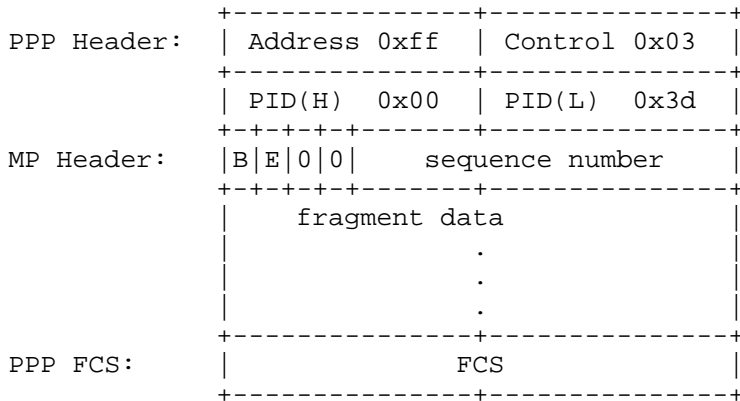 +---------------+---------------+
PPP Header:   | Address 0xff  | Control 0x03  |
              +---------------+---------------+
              | PID(H)  0x00  | PID(L)  0x3d  |
              +-+-+-+-+-------+---------------+
MP Header:    |B|E|0|0|    sequence number    |
              +-+-+-+-+-------+---------------+
              |    fragment data              |
              |               .               |
              |               .               |
              |               .               |
              +---------------+---------------+
PPP FCS:      |              FCS              |
              +---------------+---------------+